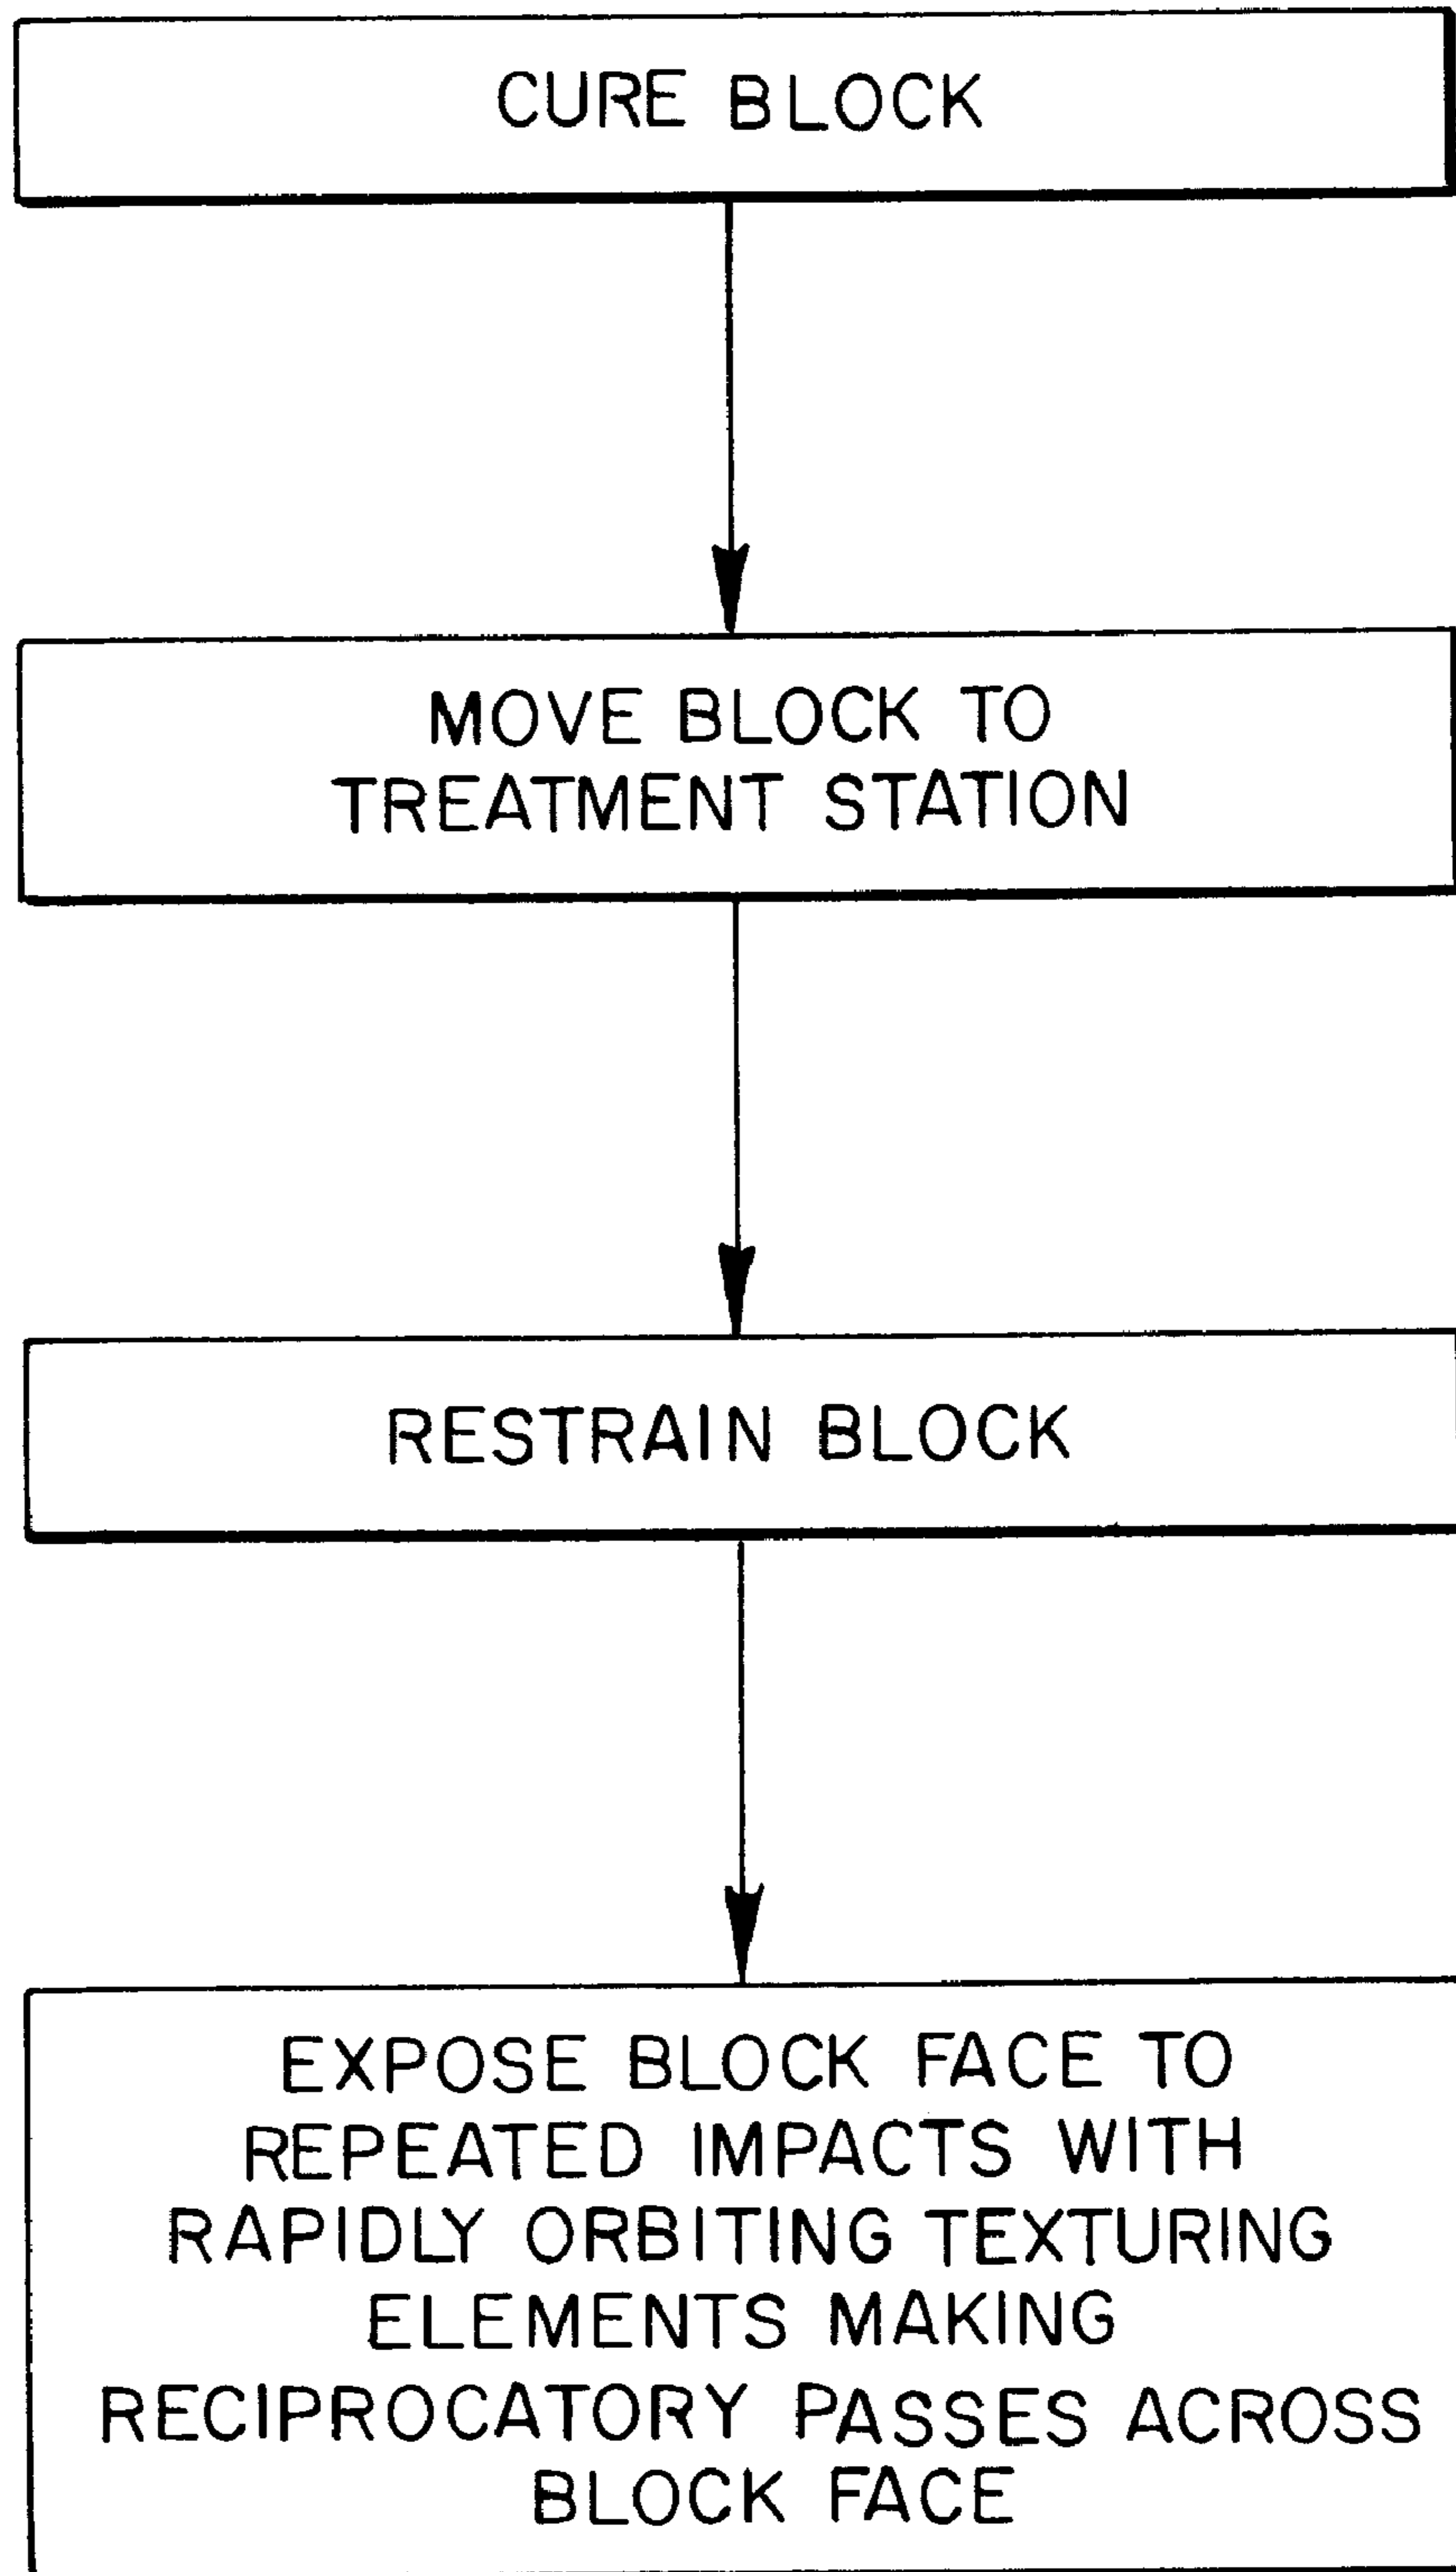 CURE BLOCK
MOVE BLOCK TO
TREATMENT STATION
RESTRAIN BLOCK
EXPOSE BLOCK FACE TO
REPEATED IMPACTS WITH
RAPIDLY ORBITING TEXTURING
ELEMENTS MAKING
RECIPROCATORY PASSES ACROSS
BLOCK FACE